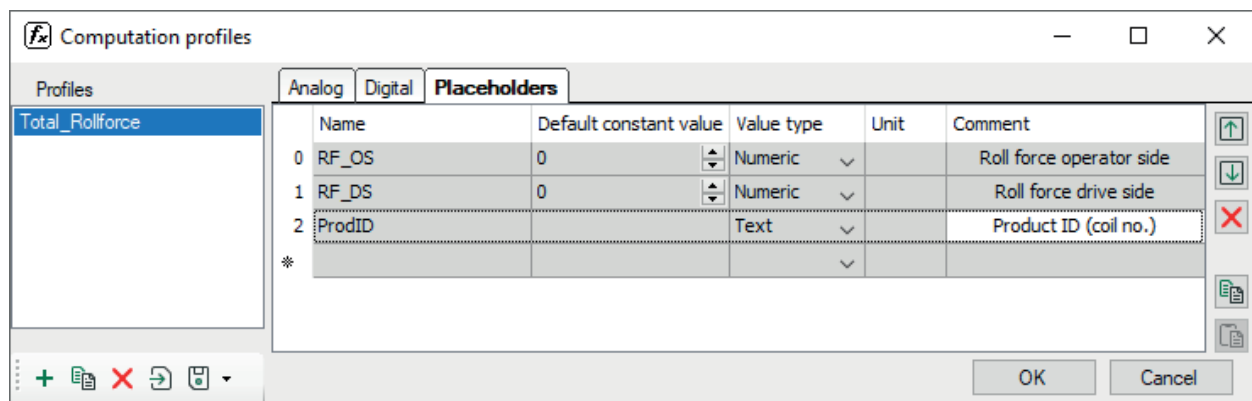 fx Computation profiles
Profiles
Analog Digital Placeholders
Total_Rollforce
Name Default constant value Value type Unit Comment
0 RF_OS 0 Numeric Roll force operator side
1 RF_DS 0 Numeric Roll force drive side
2 ProdID Text Product ID (coil no.)
OK Cancel